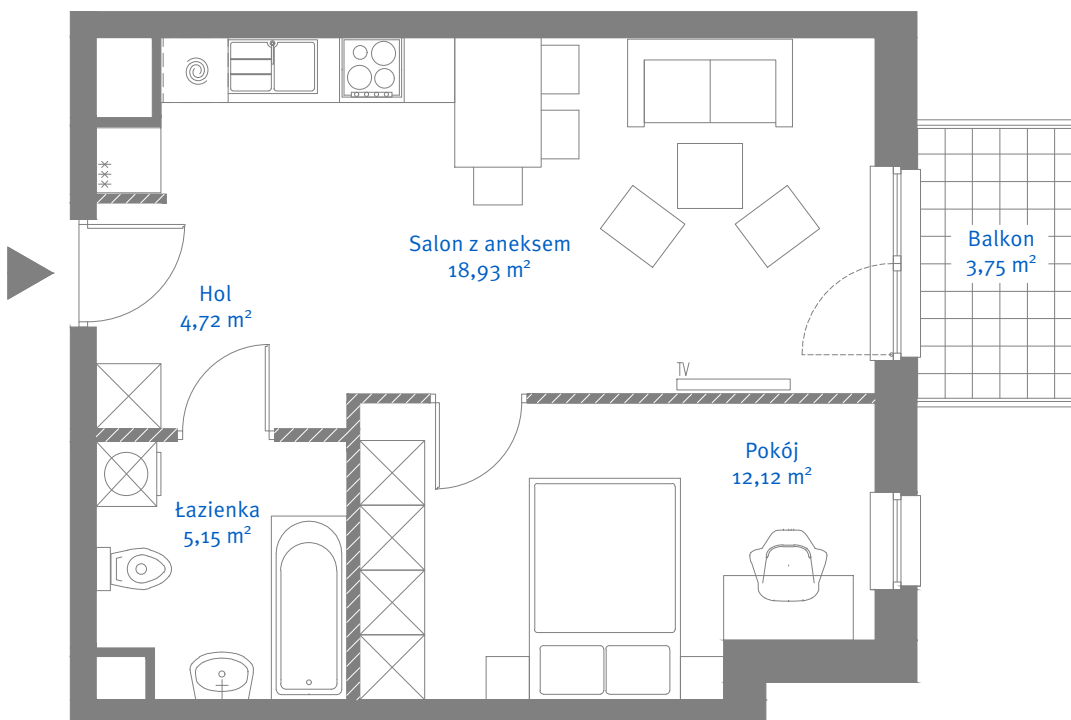 Salon z aneksem
18,93 m²
Balkon
3,75 m²
Hol
4,72 m²
TV
Pokój
12,12 m²
Łazienka
5,15 m²